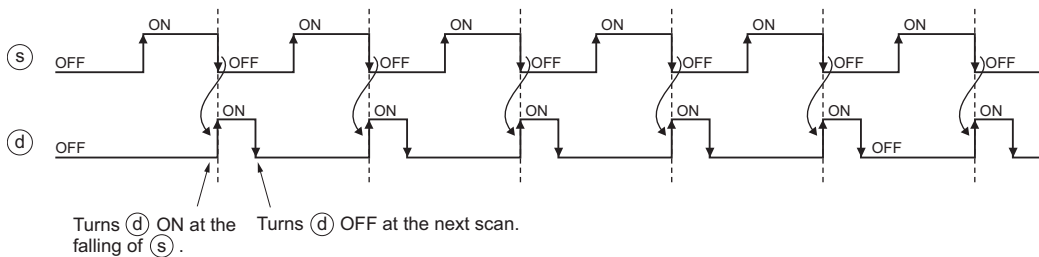 ON ON ON ON ON ON
s OFF OFF OFF OFF OFF OFF OFF
ON ON ON ON ON ON
d OFF OFF
Turns d ON at the
falling of s .
Turns d OFF at the next scan.